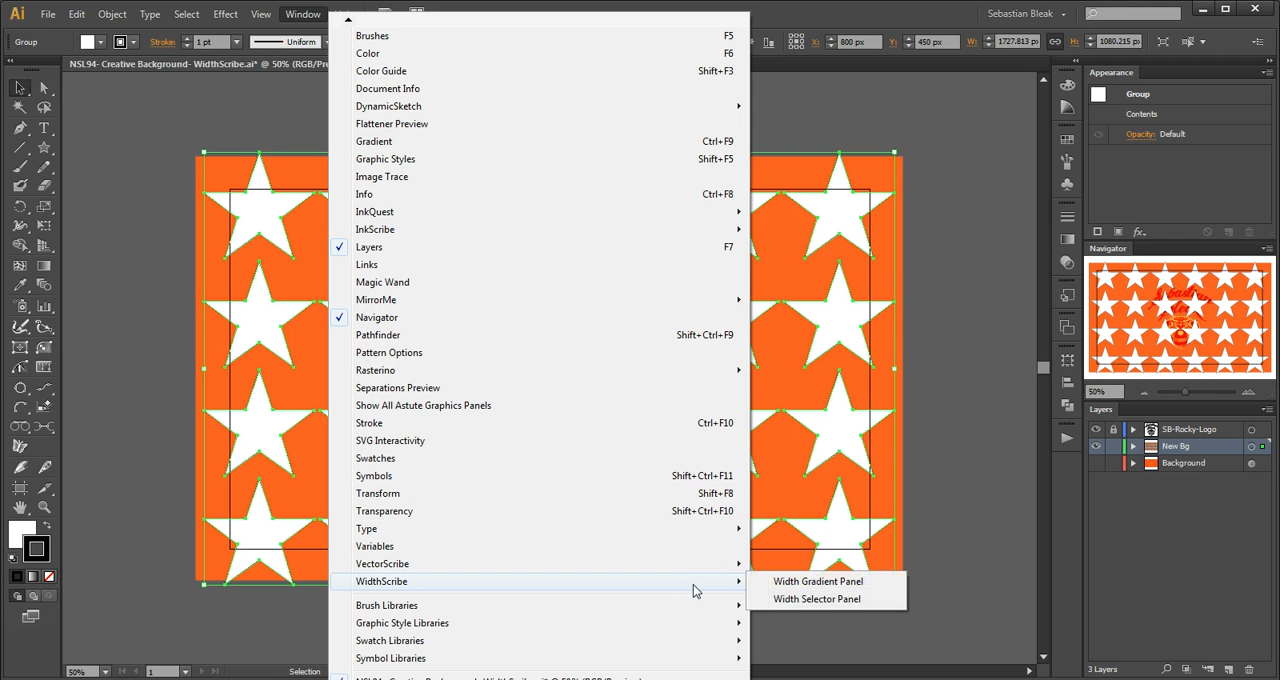 Ai File Edit Object Type Select Effect View Window Sebastian Bleak
Group Stroke: 1 pt Uniform X: 800 px Y: 450 px W: 1727.813 px H: 1080.215 px
NSL94- Creative Background- WidthScribe.ai* @ 50% (RGB/Pre
Brushes F5
Color F6
Color Guide Shift+F3
Document Info
DynamicSketch
Flattener Preview
Gradient Ctrl+F9
Graphic Styles Shift+F5
Image Trace
Info Ctrl+F8
InkQuest
InkScribe
Layers F7
Links
Magic Wand
MirrorMe
Navigator
Pathfinder Shift+Ctrl+F9
Pattern Options
Rasterino
Separations Preview
Show All Astute Graphics Panels
Stroke Ctrl+F10
SVG Interactivity
Swatches
Symbols Shift+Ctrl+F11
Transform Shift+F8
Transparency Shift+Ctrl+F10
Type
Variables
VectorScribe
WidthScribe
Width Gradient Panel
Width Selector Panel
Brush Libraries
Graphic Style Libraries
Swatch Libraries
Symbol Libraries
Appearance
Group
Contents
Opacity: Default
fx
Navigator
50%
Layers
SB-Rocky-Logo
New Bg
Background
3 Layers
50% 1 Selection